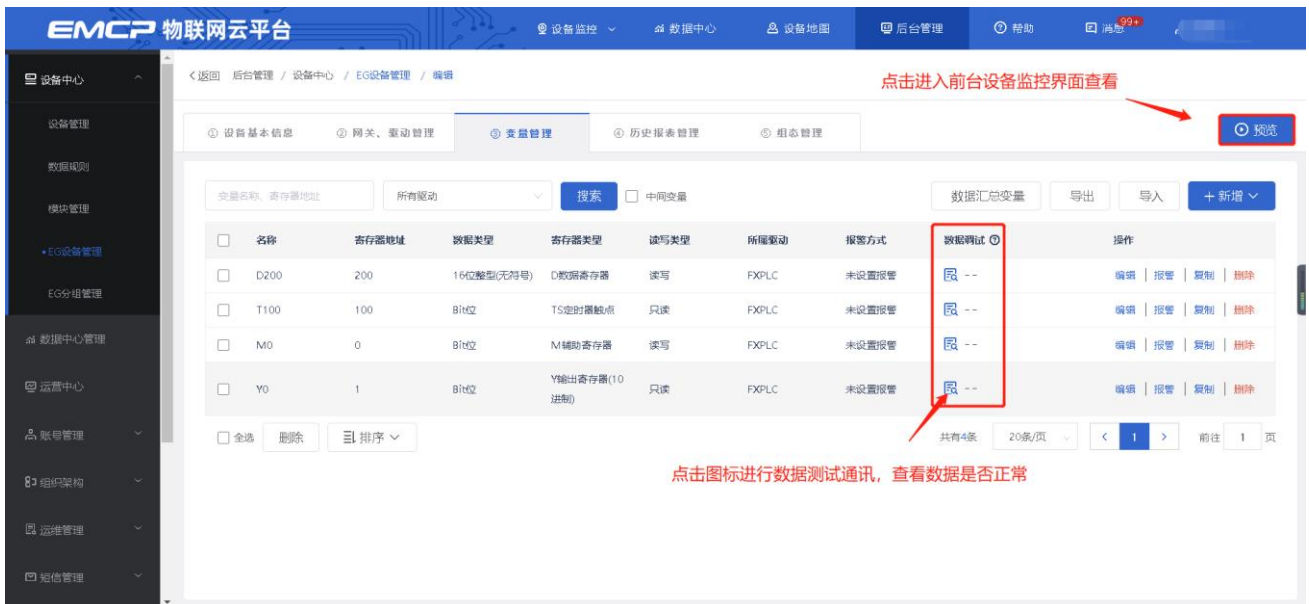 EMCP 物联网云平台
设备监控 数据中心 设备地图 后台管理 帮助 消息 99+
设备中心
设备管理
数据规则
模块管理
•EG设备管理
EG分组管理
数据中心管理
运营中心
账号管理
组织架构
运维管理
短信管理
<返回 后台管理 / 设备中心 / EG设备管理 / 编辑
点击进入前台设备监控界面查看
① 设备基本信息 ② 网关、驱动管理 ③ 变量管理 ④ 历史报表管理 ⑤ 组态管理
预览
变量名称、寄存器地址 所有驱动 搜索 中间变量 数据汇总变量 导出 导入 +新增
名称 寄存器地址 数据类型 寄存器类型 读写类型 所属驱动 报警方式 数据调试 操作
D200 200 16位整型(无符号) D数据寄存器 读写 FXPLC 未设置报警 -- 编辑 | 报警 | 复制 | 删除
T100 100 Bit位 TS定时器触点 只读 FXPLC 未设置报警 -- 编辑 | 报警 | 复制 | 删除
M0 0 Bit位 M辅助寄存器 读写 FXPLC 未设置报警 -- 编辑 | 报警 | 复制 | 删除
Y0 1 Bit位 Y输出寄存器(10进制) 只读 FXPLC 未设置报警 -- 编辑 | 报警 | 复制 | 删除
全选 删除 排序 共有4条 20条/页 < 1 > 前往 1 页
点击图标进行数据测试通讯，查看数据是否正常